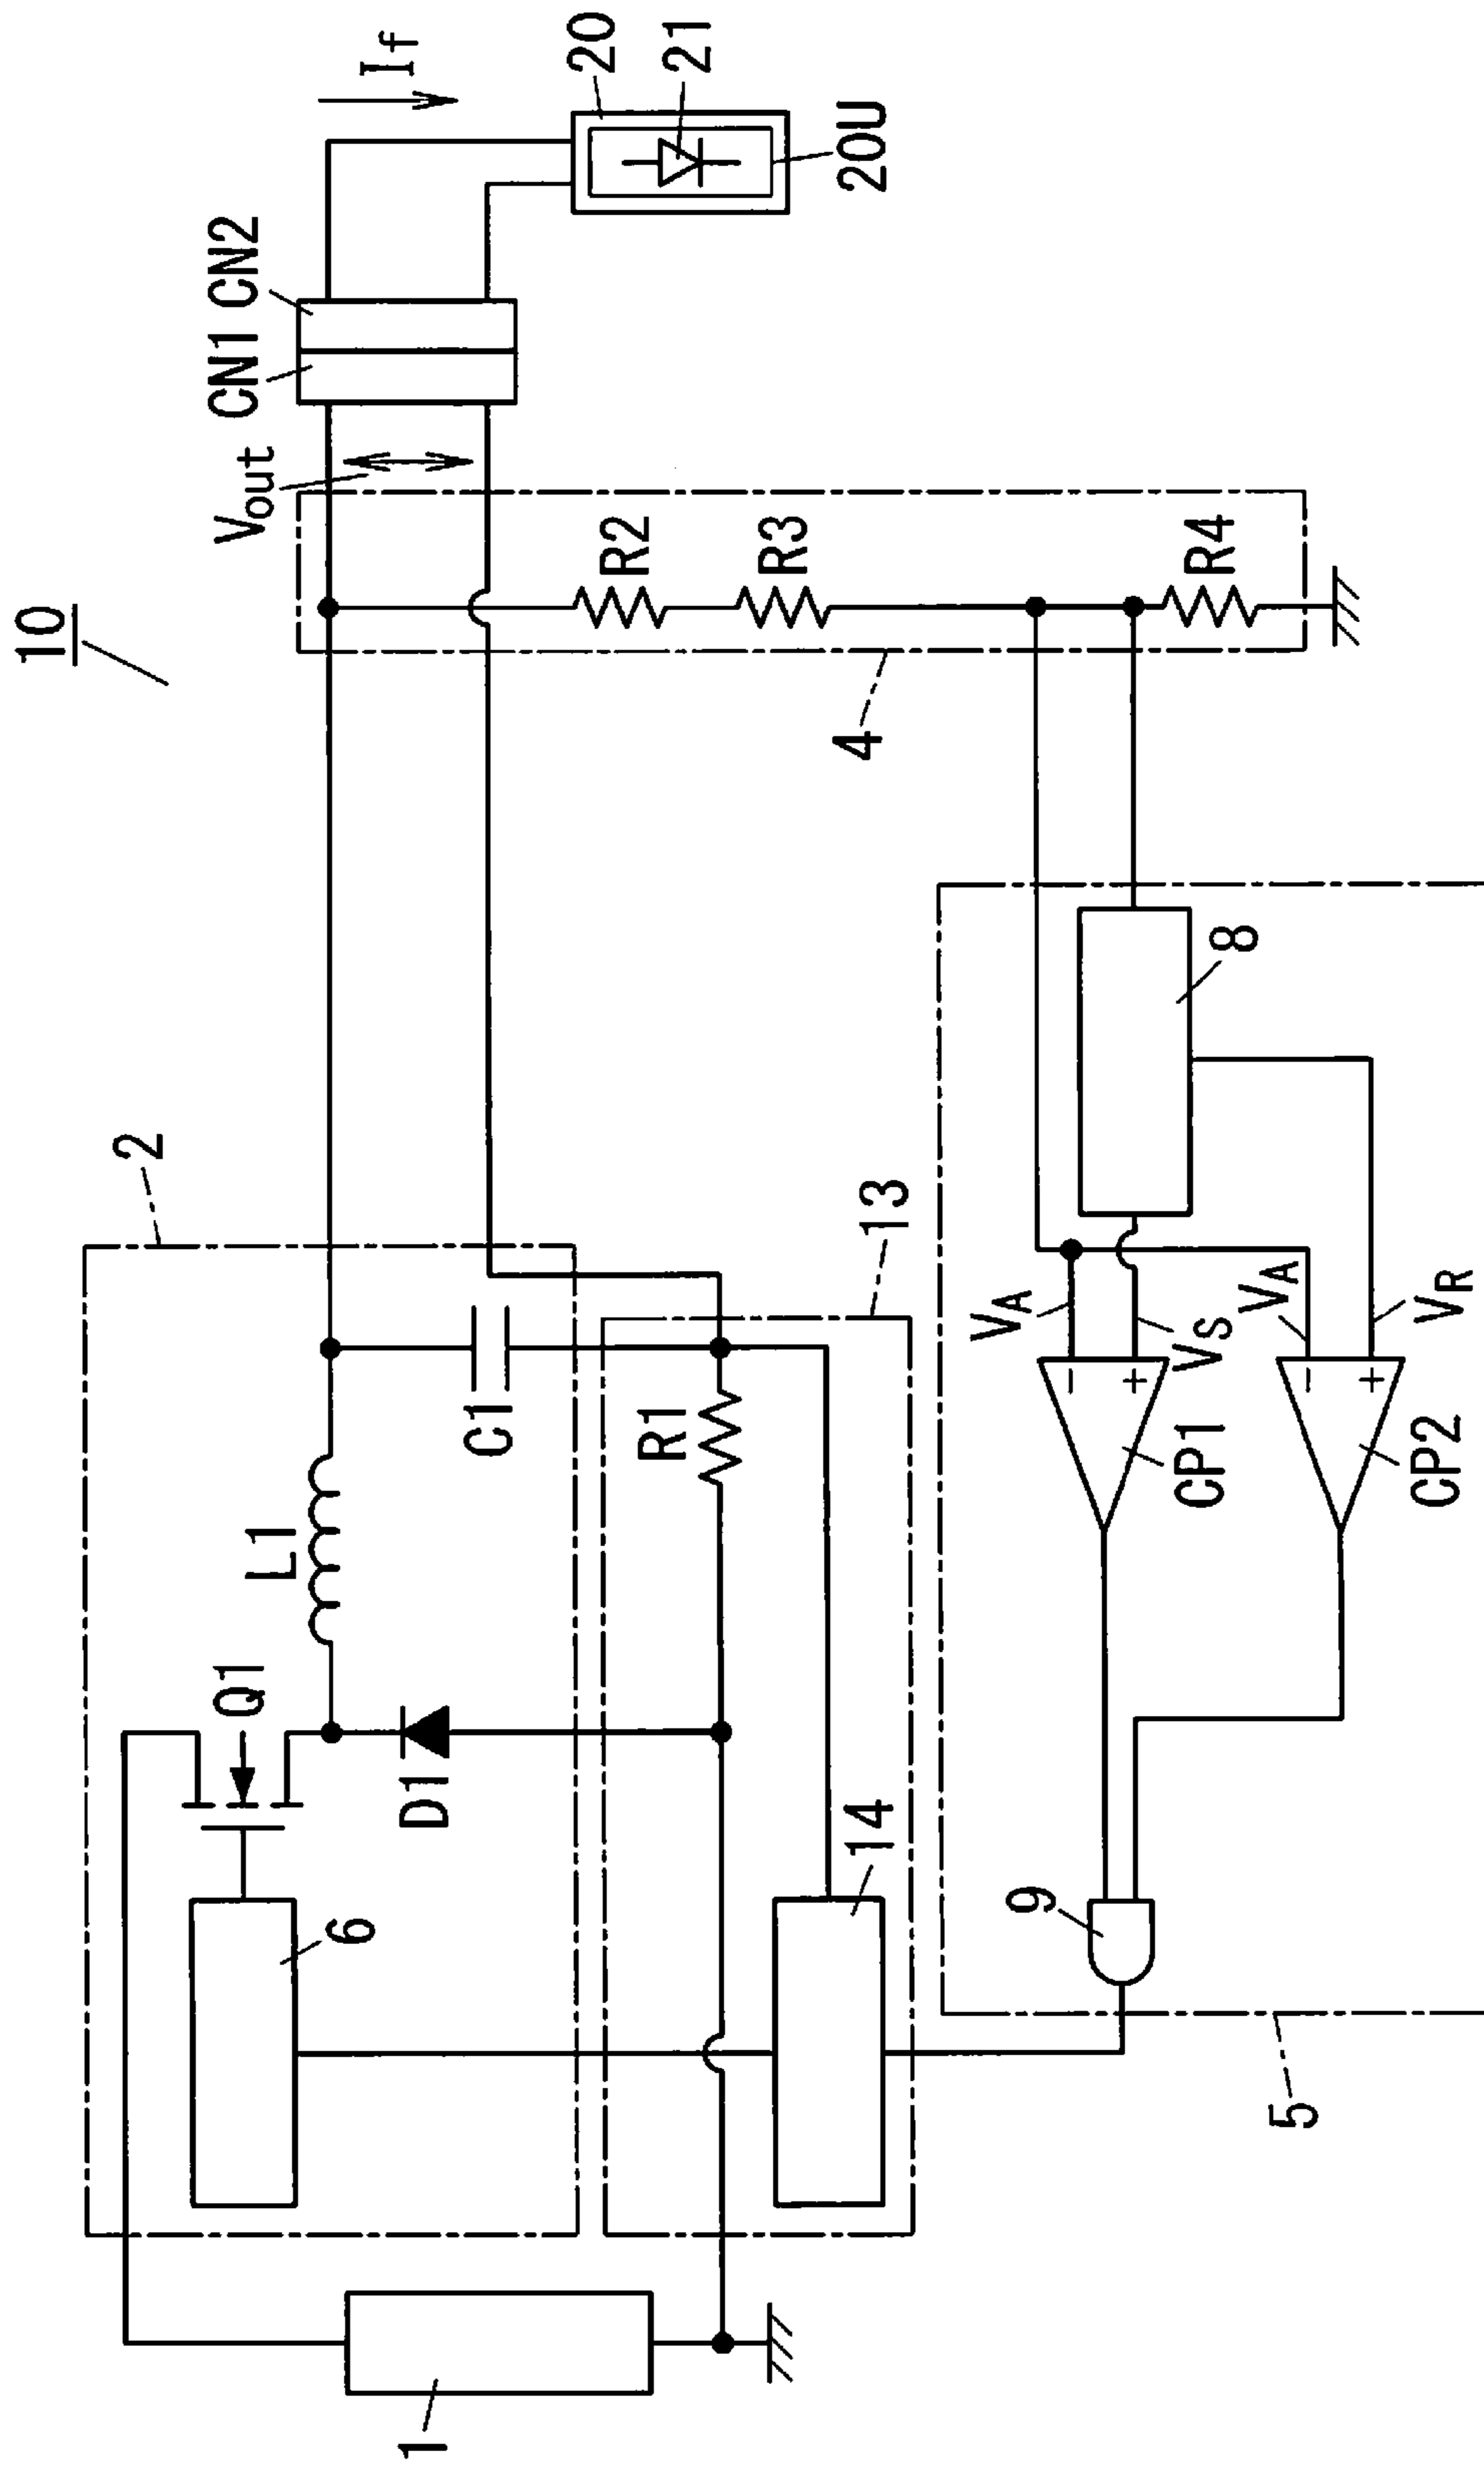 10
If
CN1 CN2
Vout
20
21
20U
2
L1
Q1
R2
R3
R4
4
C1
D1
6
R1
13
14
1
8
VA
VS
VA
VR
CP1
CP2
9
5
- +
- +